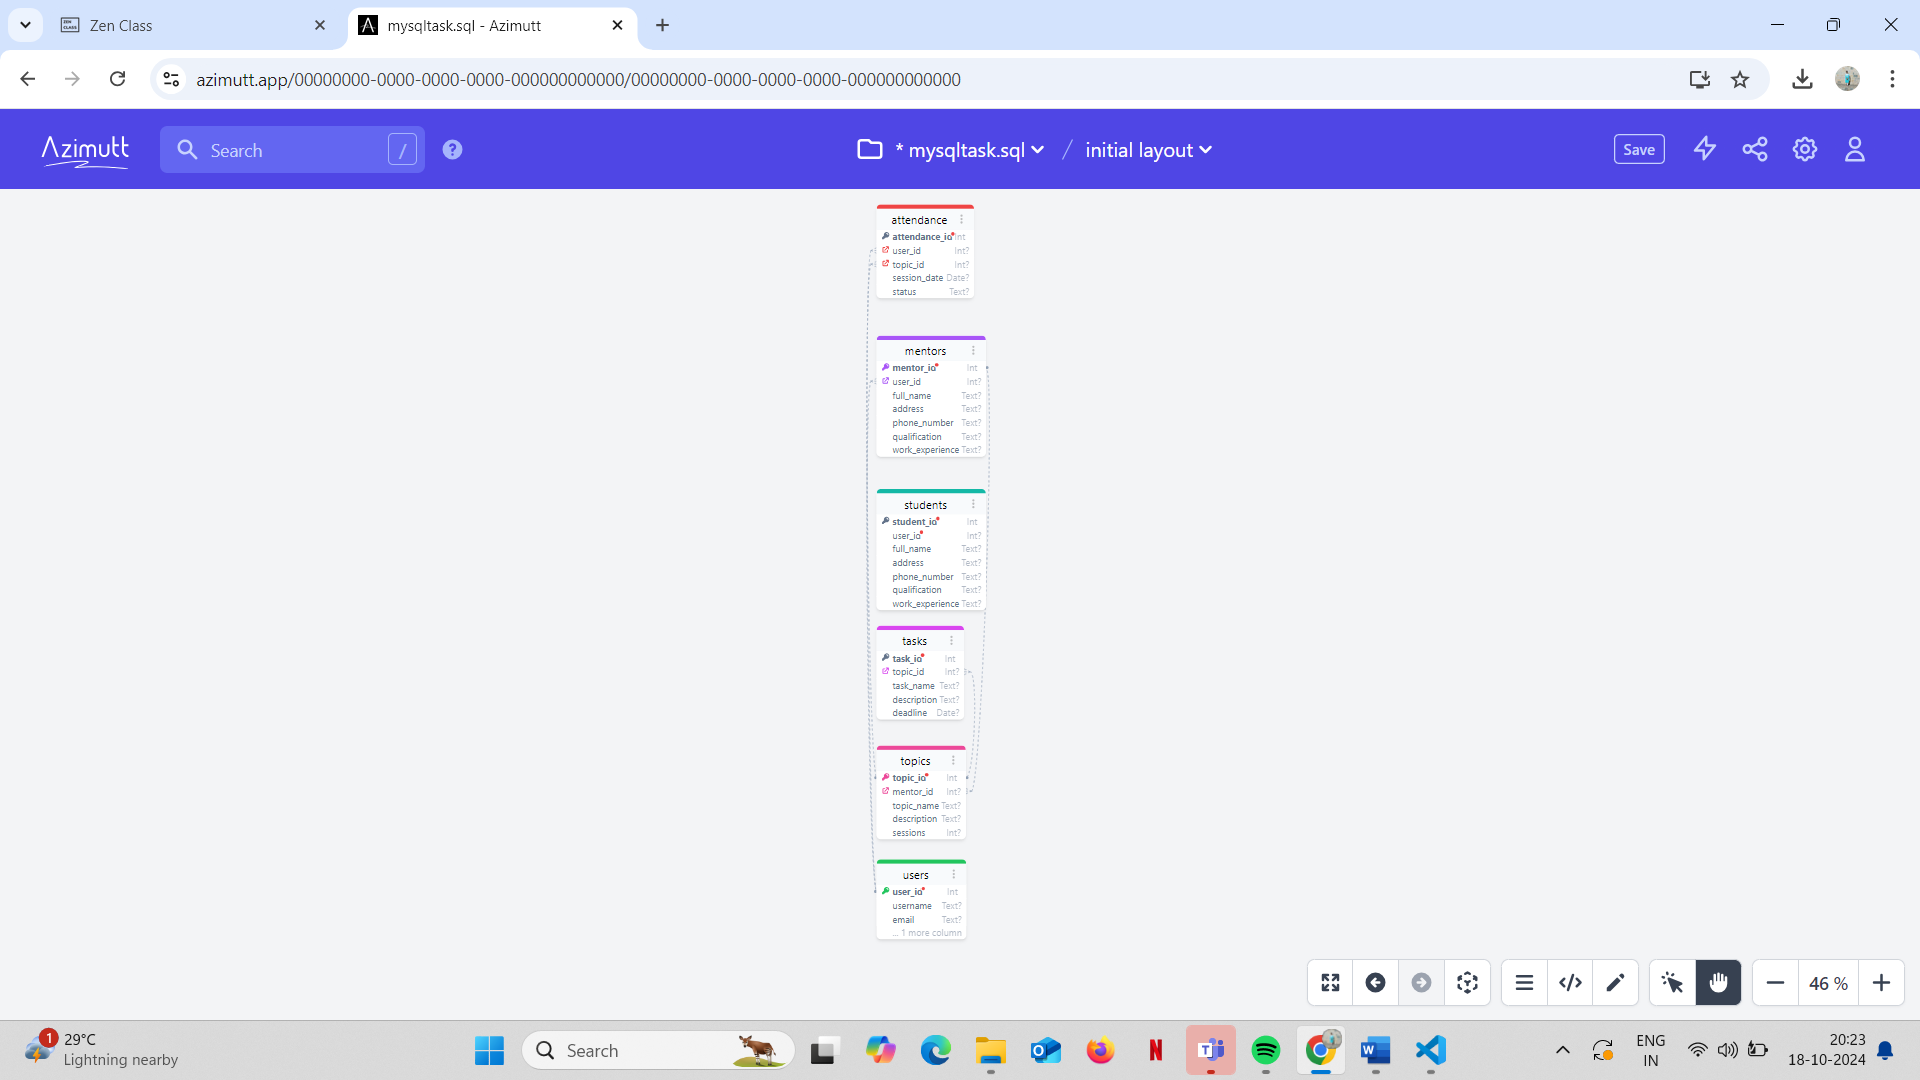 Zen Class
mysqltask.sql - Azimutt
azimutt.app/00000000-0000-0000-0000-000000000000/00000000-0000-0000-0000-000000000000
Azimutt
Search /
* mysqltask.sql / initial layout
Save
attendance
attendance_id Int
user_id Int?
topic_id Int?
session_date Date?
status Text?
mentors
mentor_id Int
user_id Int?
full_name Text?
address Text?
phone_number Text?
qualification Text?
work_experience Text?
students
student_id Int
user_id Int?
full_name Text?
address Text?
phone_number Text?
qualification Text?
work_experience Text?
tasks
task_id Int
topic_id Int?
task_name Text?
description Text?
deadline Date?
topics
topic_id Int
mentor_id Int?
topic_name Text?
description Text?
sessions Int?
users
user_id Int
username Text?
email Text?
... 1 more column
46 %
1
29°C
Lightning nearby
Search
ENG
IN
20:23
18-10-2024